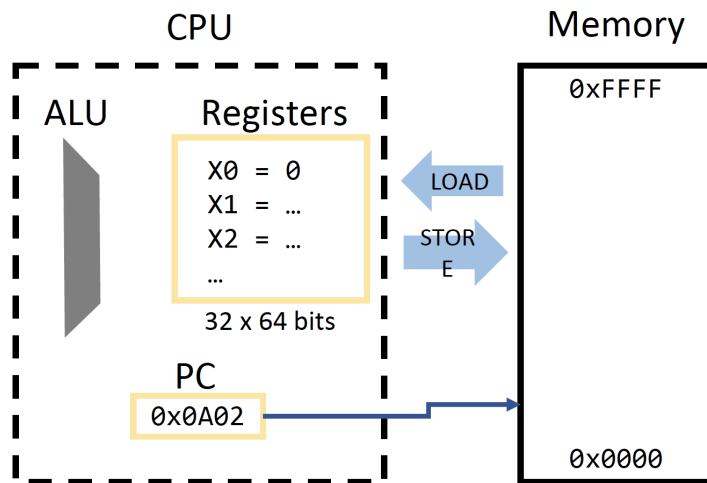 CPU
Memory
ALU
Registers
X0 = 0
X1 = …
X2 = …
…
32 x 64 bits
PC
0x0A02
LOAD
STOR
E
0xFFFF
0x0000